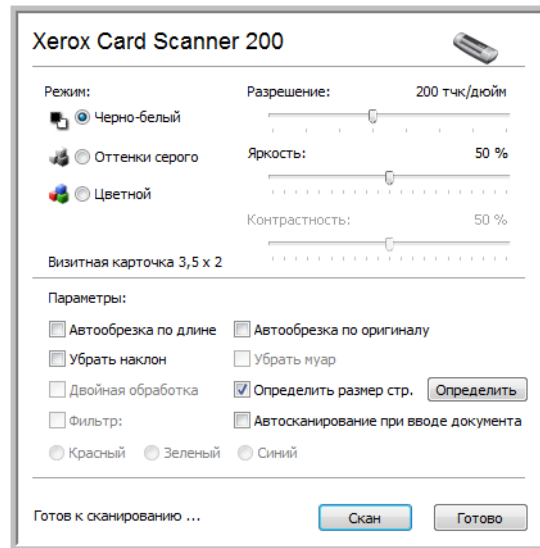 Xerox Card Scanner 200
Режим: Разрешение: 200 тчк/дюйм
Черно-белый
Оттенки серого Яркость: 50 %
Цветной
Контрастность: 50 %
Визитная карточка 3,5 x 2
Параметры:
Автообрезка по длине Автообрезка по оригиналу
Убрать наклон Убрать муар
Двойная обработка Определить размер стр. Определить
Фильтр: Автосканирование при вводе документа
Красный Зеленый Синий
Готов к сканированию ... Скан Готово